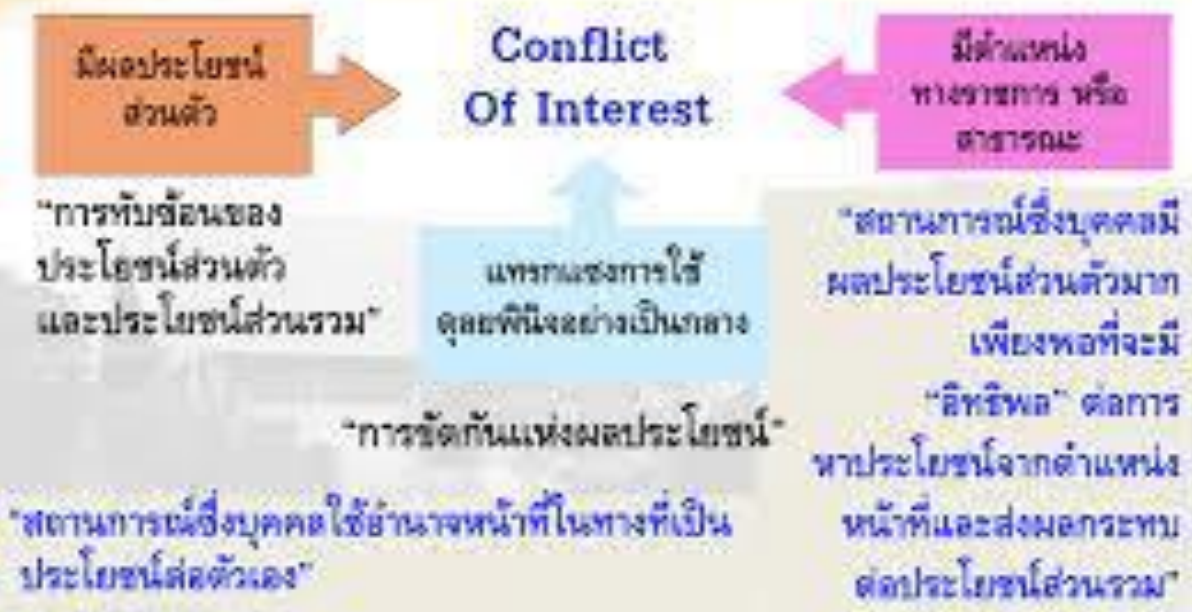 มีผลประโยชน์
ส่วนตัว
Conflict
Of Interest
มีตำแหน่ง
ทางราชการ หรือ
สาธารณะ
"การทับซ้อนของ
ประโยชน์ส่วนตัว
และประโยชน์ส่วนรวม"
แทรกแซงการใช้
ดุลยพินิจอย่างเป็นกลาง
"สถานการณ์ซึ่งบุคคลมี
ผลประโยชน์ส่วนตัวมาก
เพียงพอที่จะมี
"อิทธิพล" ต่อการ
หาประโยชน์จากตำแหน่ง
หน้าที่และส่งผลกระทบ
ต่อประโยชน์ส่วนรวม"
"การขัดกันแห่งผลประโยชน์"
"สถานการณ์ซึ่งบุคคลใช้อำนาจหน้าที่ในทางที่เป็น
ประโยชน์ต่อตัวเอง"